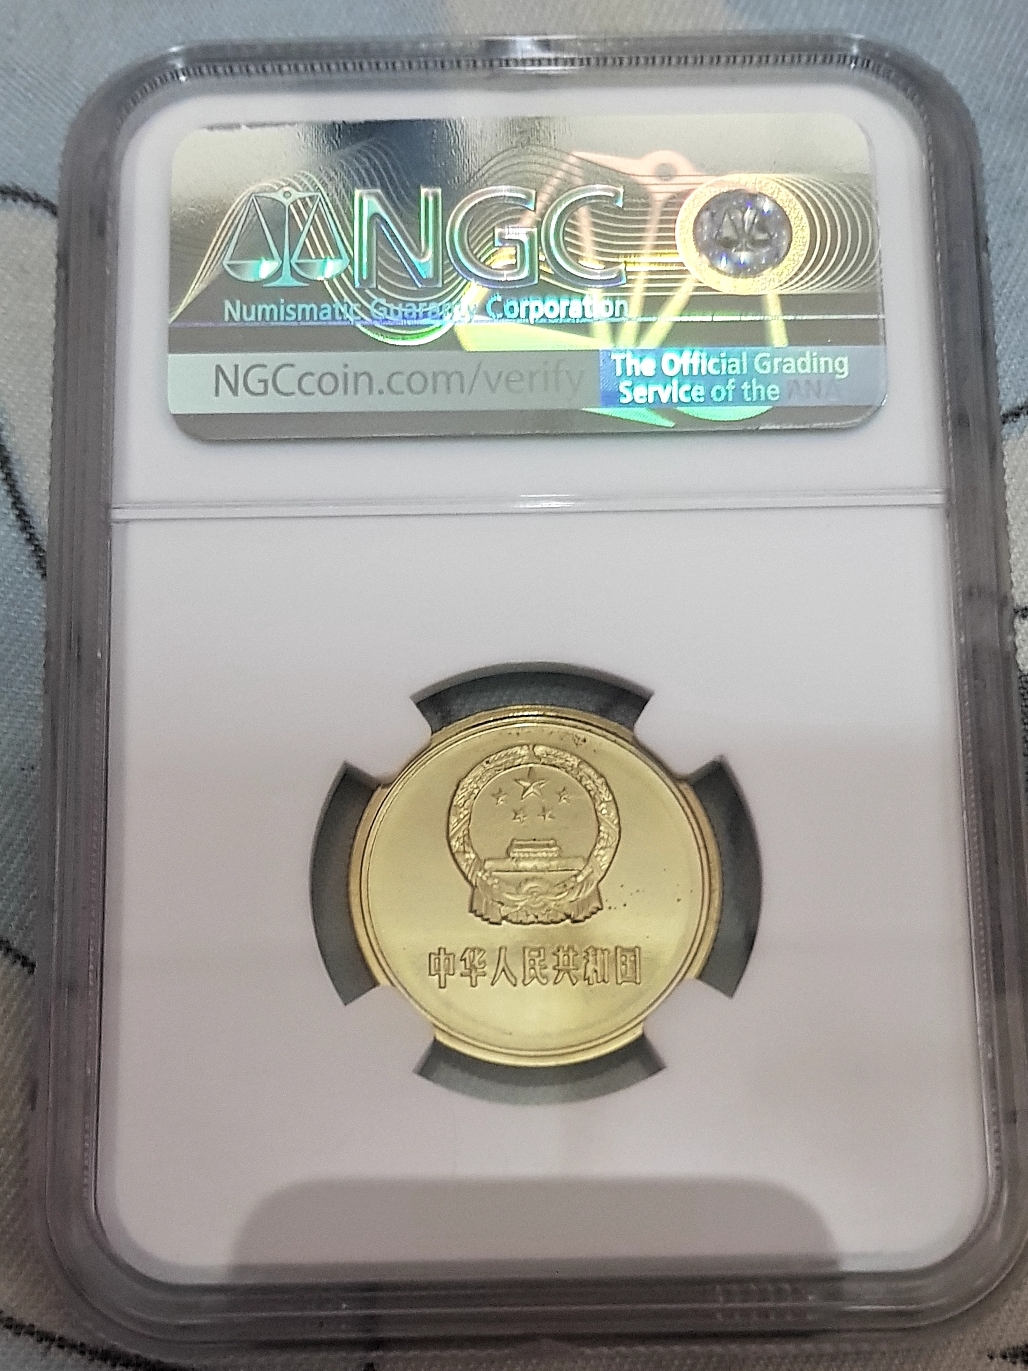 NGC
Numismatic Guaranty Corporation
NGCcoin.com/verify
The Official Grading
Service of the ANA
中华人民共和国